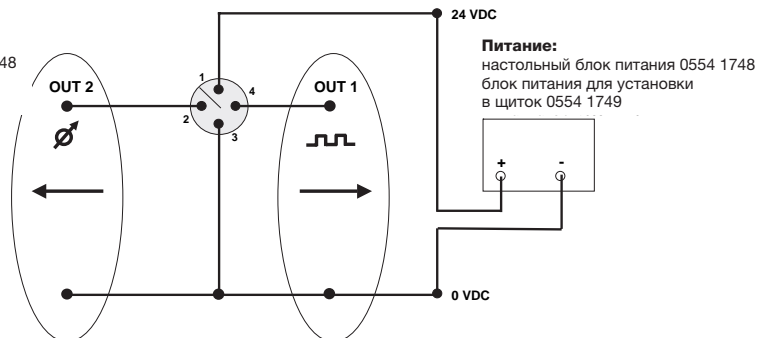 24 VDC
Питание:
настольный блок питания 0554 1748
блок питания для установки
в щиток 0554 1749
48
OUT 2
1
4
OUT 1
2
3
+ -
0 VDC